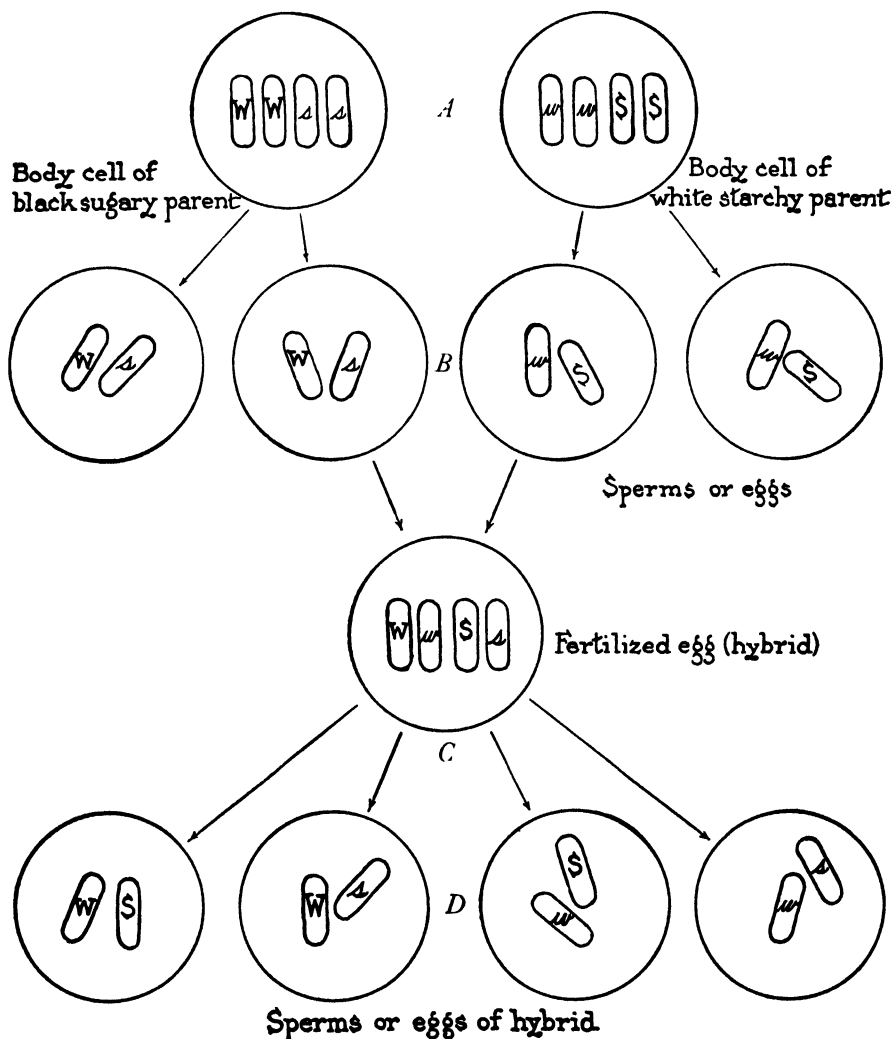 W W s s
A
w w S S
Body cell of
black sugary parent
Body cell of
white starchy parent
W s
W s
B
w S
w S
Sperms or eggs
W w S s
Fertilized egg (hybrid)
C
W S
W s
D
S
w
s
w
Sperms or eggs of hybrid